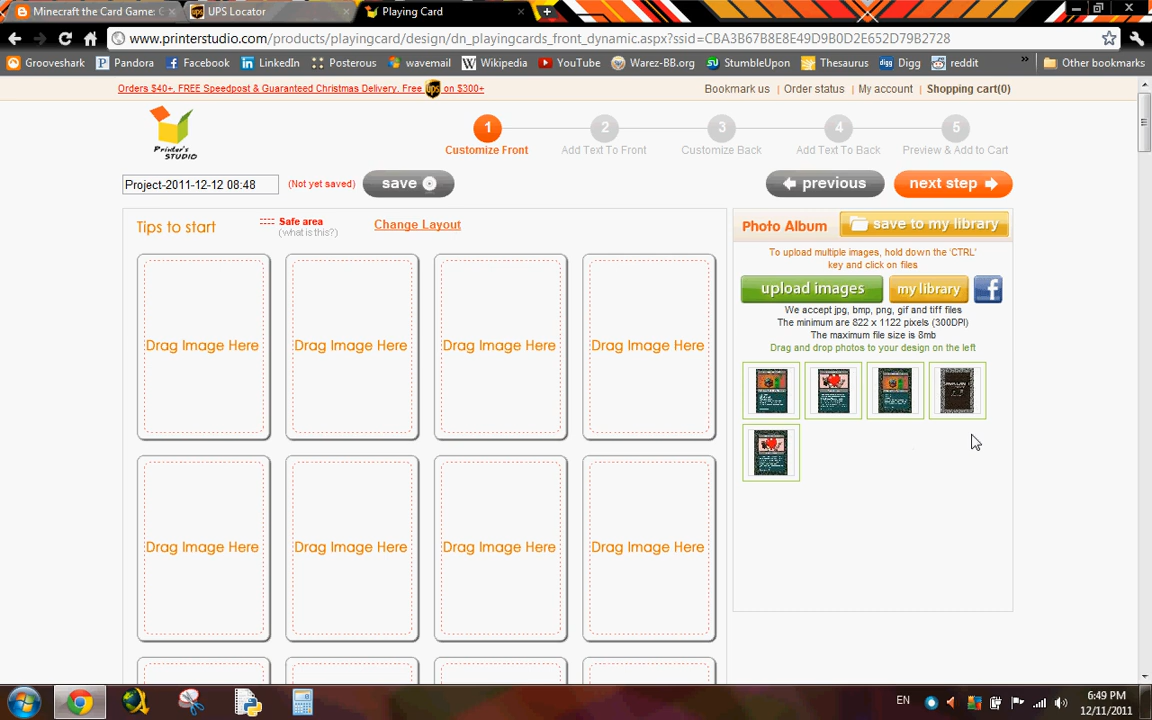 Minecraft the Card Game: G
UPS Locator
Playing Card
www.printerstudio.com/products/playingcard/design/dn_playingcards_front_dynamic.aspx?ssid=CBA3B67B8E8E49D9B0D2E652D79B2728
Grooveshark
Pandora
Facebook
LinkedIn
Posterous
wavemail
Wikipedia
YouTube
Warez-BB.org
StumbleUpon
Thesaurus
Digg
reddit
Other bookmarks
Orders $40+, FREE Speedpost & Guaranteed Christmas Delivery. Free ups on $300+
Bookmark us | Order status | My account | Shopping cart(0)
Printer's STUDIO
1 2 3 4 5
Customize Front
Add Text To Front
Customize Back
Add Text To Back
Preview & Add to Cart
Project-2011-12-12 08:48
(Not yet saved)
save
previous
next step
Tips to start
Safe area
(what is this?)
Change Layout
Photo Album
save to my library
To upload multiple images, hold down the 'CTRL'
key and click on files
upload images
my library
We accept jpg, bmp, png, gif and tiff files
The minimum are 822 x 1122 pixels (300DPI)
The maximum file size is 8mb
Drag and drop photos to your design on the left
Drag Image Here
Drag Image Here
Drag Image Here
Drag Image Here
Drag Image Here
Drag Image Here
Drag Image Here
Drag Image Here
EN
6:49 PM
12/11/2011